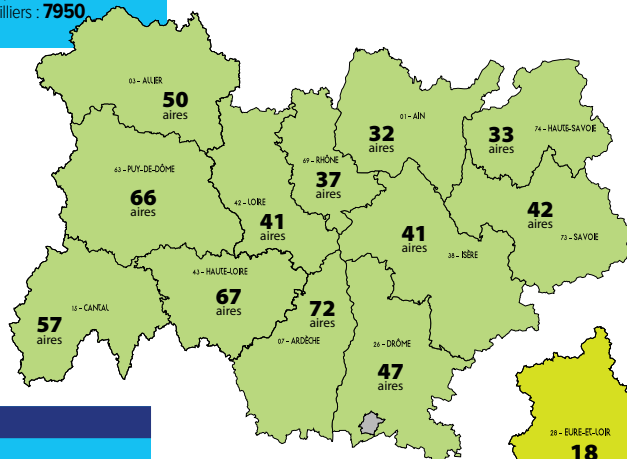 illiers : 7950
03 – ALLIER
50
aires
01 – AIN
32
aires
33
aires
74 – HAUTE-SAVOIE
63 – PUY-DE-DÔME
66
aires
69 – RHÔNE
37
aires
42 – LOIRE
41
aires
41
aires
38 – ISÈRE
42
aires
73 – SAVOIE
15 – CANTAL
57
aires
43 – HAUTE-LOIRE
67
aires
72
aires
07 – ARDÈCHE
26 – DRÔME
47
aires
28 – EURE-ET-LOIR
18